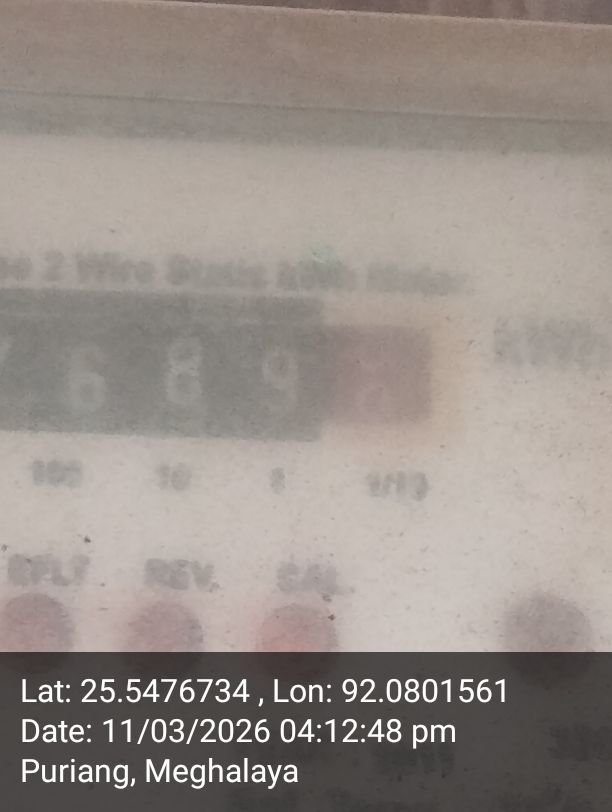 2 Wire Static kWh Meter
6 8 9
100 10 1 1/10
REV. CAL.
Lat: 25.5476734 , Lon: 92.0801561
Date: 11/03/2026 04:12:48 pm
Puriang, Meghalaya